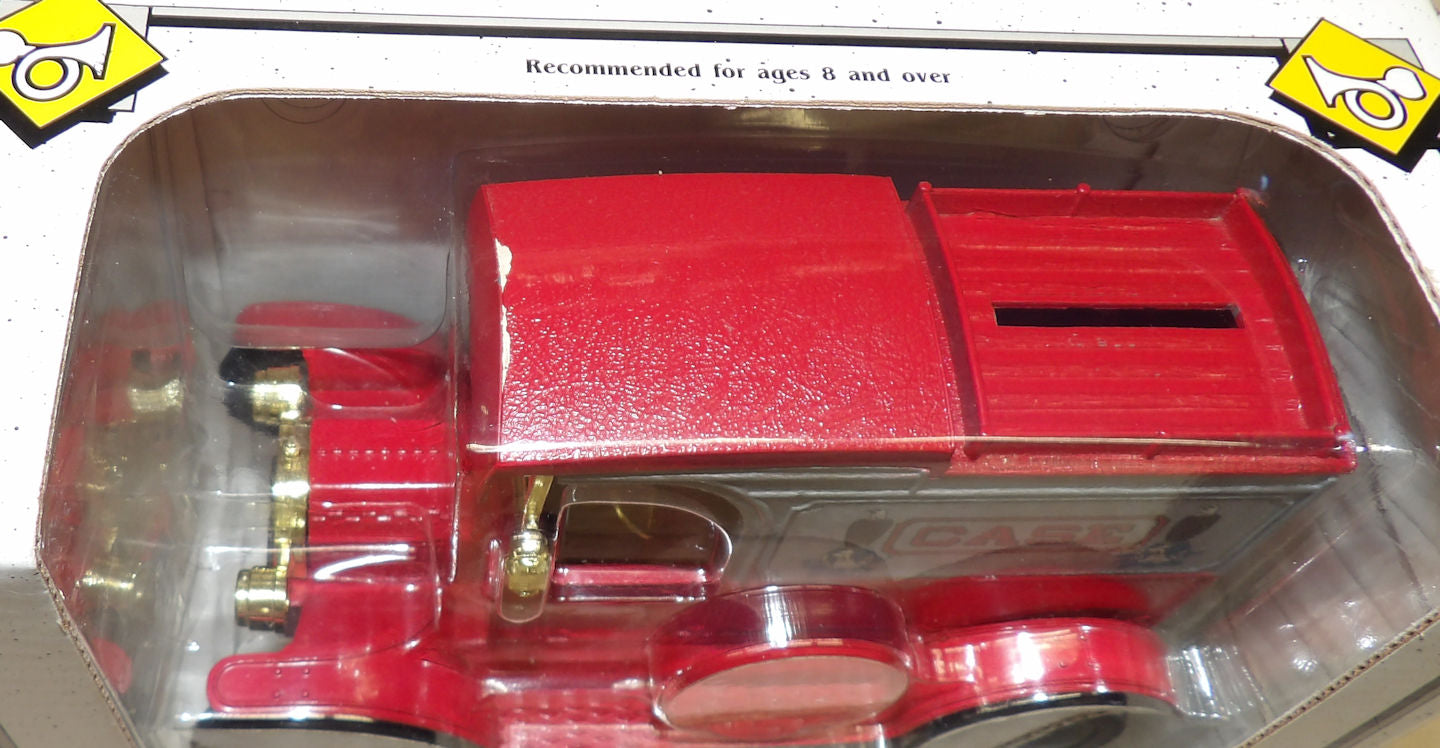 Recommended for ages 8 and over
CASE